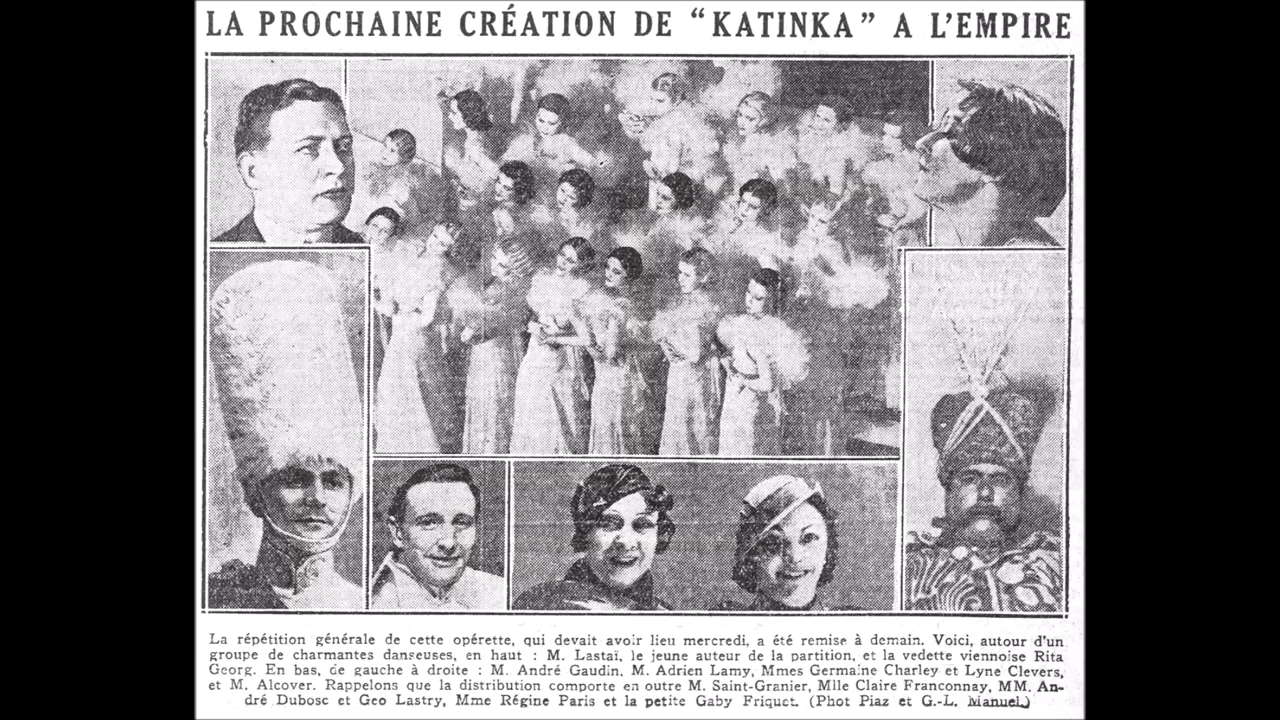 LA PROCHAINE CRÉATION DE "KATINKA" A L'EMPIRE
La répétition générale de cette opérette, qui devait avoir lieu mercredi, a été remise à demain. Voici, autour d'un
groupe de charmantes danseuses, en haut : M. Lastaï, le jeune auteur de la partition, et la vedette viennoise Rita
Georg. En bas, de gauche à droite : M. André Gaudin, M. Adrien Lamy, Mmes Germaine Charley et Lyne Clevers,
et M. Alcover. Rappelons que la distribution comporte en outre M. Saint-Granier, Mlle Claire Franconnay, MM. An-
dré Dubosc et Geo Lastry, Mme Régine Paris et la petite Gaby Friquet. (Phot Piaz et G.-L. Manuel.)